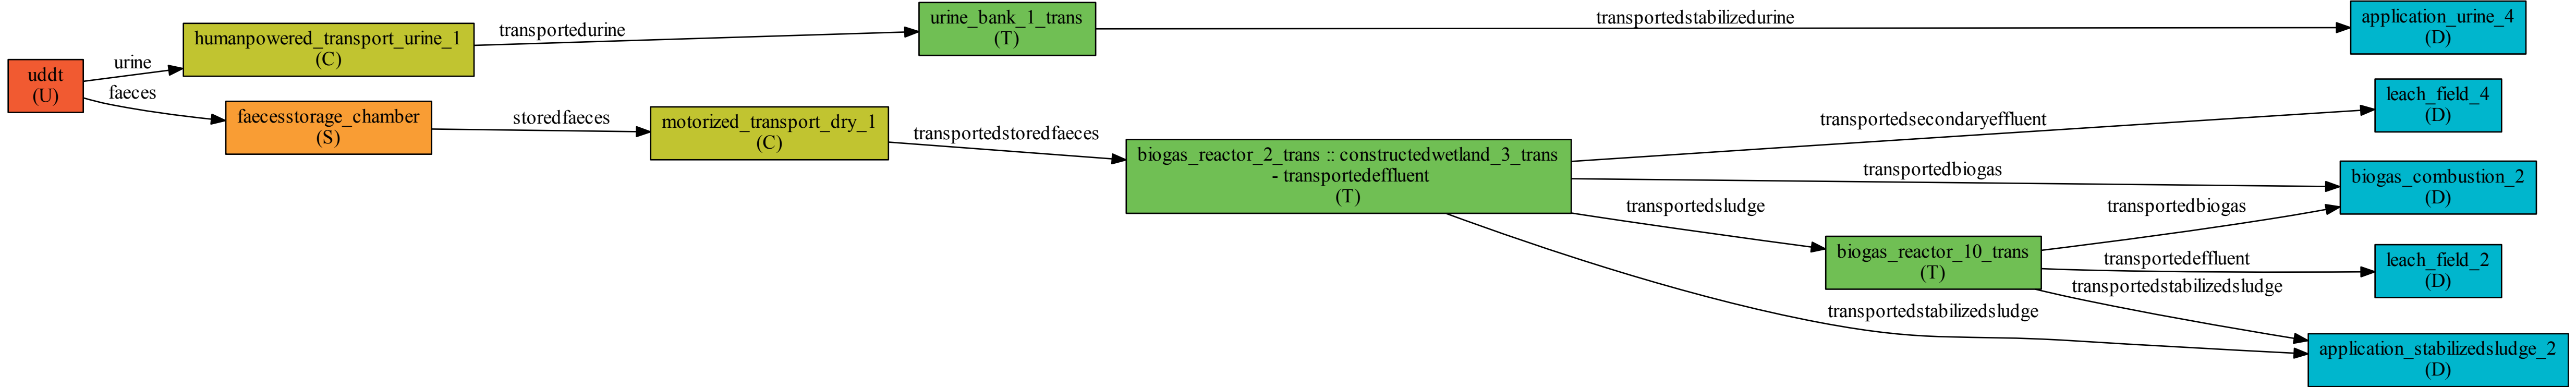 uddt
(U)
urine
faeces
humanpowered_transport_urine_1
(C)
transportedurine
urine_bank_1_trans
(T)
transportedstabilizedurine
application_urine_4
(D)
faecesstorage_chamber
(S)
storedfaeces
motorized_transport_dry_1
(C)
transportedstoredfaeces
biogas_reactor_2_trans :: constructedwetland_3_trans
- transportedeffluent
(T)
transportedsecondaryeffluent
leach_field_4
(D)
transportedbiogas
biogas_combustion_2
(D)
transportedsludge
biogas_reactor_10_trans
(T)
transportedbiogas
transportedeffluent
leach_field_2
(D)
transportedstabilizedsludge
transportedstabilizedsludge
application_stabilizedsludge_2
(D)